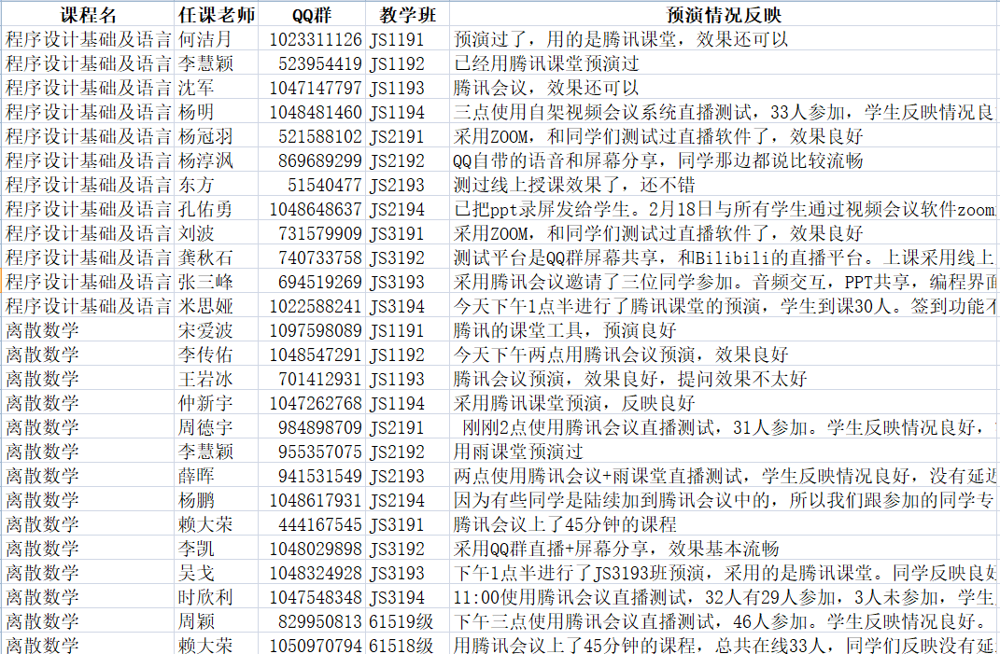 课程名 任课老师 QQ群 教学班 预演情况反映
程序设计基础及语言 何洁月 1023311126 JS1191 预演过了，用的是腾讯课堂，效果还可以
程序设计基础及语言 李慧颖 523954419 JS1192 已经用腾讯课堂预演过
程序设计基础及语言 沈军 1047147797 JS1193 腾讯会议，效果还可以
程序设计基础及语言 杨明 1048481460 JS1194 三点使用自架视频会议系统直播测试，33人参加，学生反映情况良
程序设计基础及语言 杨冠羽 521588102 JS2191 采用ZOOM，和同学们测试过直播软件了，效果良好
程序设计基础及语言 杨淳沨 869689299 JS2192 QQ自带的语音和屏幕分享，同学那边都说比较流畅
程序设计基础及语言 东方 51540477 JS2193 测过线上授课效果了，还不错
程序设计基础及语言 孔佑勇 1048648637 JS2194 已把ppt录屏发给学生。2月18日与所有学生通过视频会议软件zoom
程序设计基础及语言 刘波 731579909 JS3191 采用ZOOM，和同学们测试过直播软件了，效果良好
程序设计基础及语言 龚秋石 740733758 JS3192 测试平台是QQ群屏幕共享，和Bilibili的直播平台。上课采用线上
程序设计基础及语言 张三峰 694519269 JS3193 采用腾讯会议邀请了三位同学参加。音频交互，PPT共享，编程界面
程序设计基础及语言 米思娅 1022588241 JS3194 今天下午1点半进行了腾讯课堂的预演，学生到课30人。签到功能不
离散数学 宋爱波 1097598089 JS1191 腾讯的课堂工具，预演良好
离散数学 李传佑 1048547291 JS1192 今天下午两点用腾讯会议预演，效果良好
离散数学 王岩冰 701412931 JS1193 腾讯会议预演，效果良好，提问效果不太好
离散数学 仲新宇 1047262768 JS1194 采用腾讯课堂预演，反映良好
离散数学 周德宇 984898709 JS2191 刚刚2点使用腾讯会议直播测试，31人参加。学生反映情况良好，
离散数学 李慧颖 955357075 JS2192 用雨课堂预演过
离散数学 薛晖 941531549 JS2193 两点使用腾讯会议+雨课堂直播测试，学生反映情况良好，没有延迟
离散数学 杨鹏 1048617931 JS2194 因为有些同学是陆续加到腾讯会议中的，所以我们跟参加的同学专
离散数学 赖大荣 444167545 JS3191 腾讯会议上了45分钟的课程
离散数学 李凯 1048029898 JS3192 采用QQ群直播+屏幕分享，效果基本流畅
离散数学 吴戈 1048324928 JS3193 下午1点半进行了JS3193班预演，采用的是腾讯课堂。同学反映良好
离散数学 时欣利 1047548348 JS3194 11:00使用腾讯会议直播测试，32人有29人参加，3人未参加，学生
离散数学 周颖 829950813 61519级 下午三点使用腾讯会议直播测试，46人参加。学生反映情况良好。
离散数学 赖大荣 1050970794 61518级 用腾讯会议上了45分钟的课程，总共在线33人，同学们反映没有延